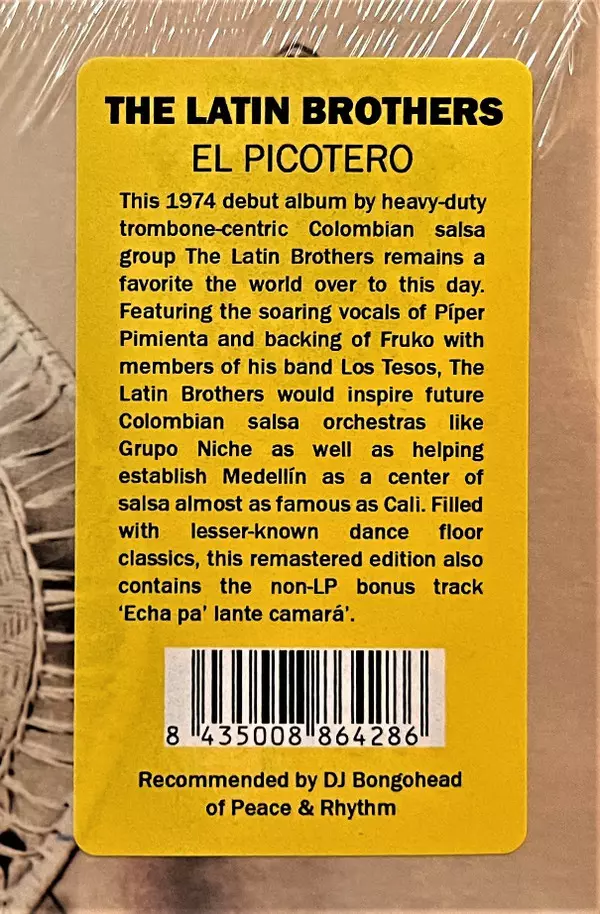 THE LATIN BROTHERS
EL PICOTERO
This 1974 debut album by heavy-duty
trombone-centric Colombian salsa
group The Latin Brothers remains a
favorite the world over to this day.
Featuring the soaring vocals of Píper
Pimienta and backing of Fruko with
members of his band Los Tesos, The
Latin Brothers would inspire future
Colombian salsa orchestras like
Grupo Niche as well as helping
establish Medellín as a center of
salsa almost as famous as Cali. Filled
with lesser-known dance floor
classics, this remastered edition also
contains the non-LP bonus track
‘Echa pa’ lante camará’.
8 435008 864286
Recommended by DJ Bongohead
of Peace & Rhythm